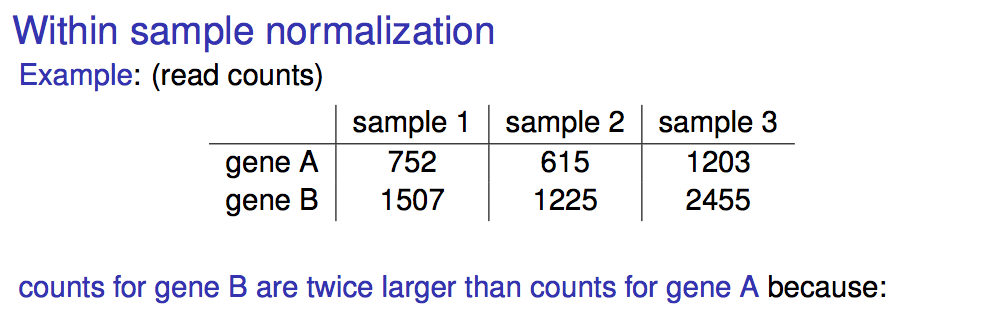 Within sample normalization
Example: (read counts)
sample 1 sample 2 sample 3
gene A 752 615 1203
gene B 1507 1225 2455
counts for gene B are twice larger than counts for gene A because: